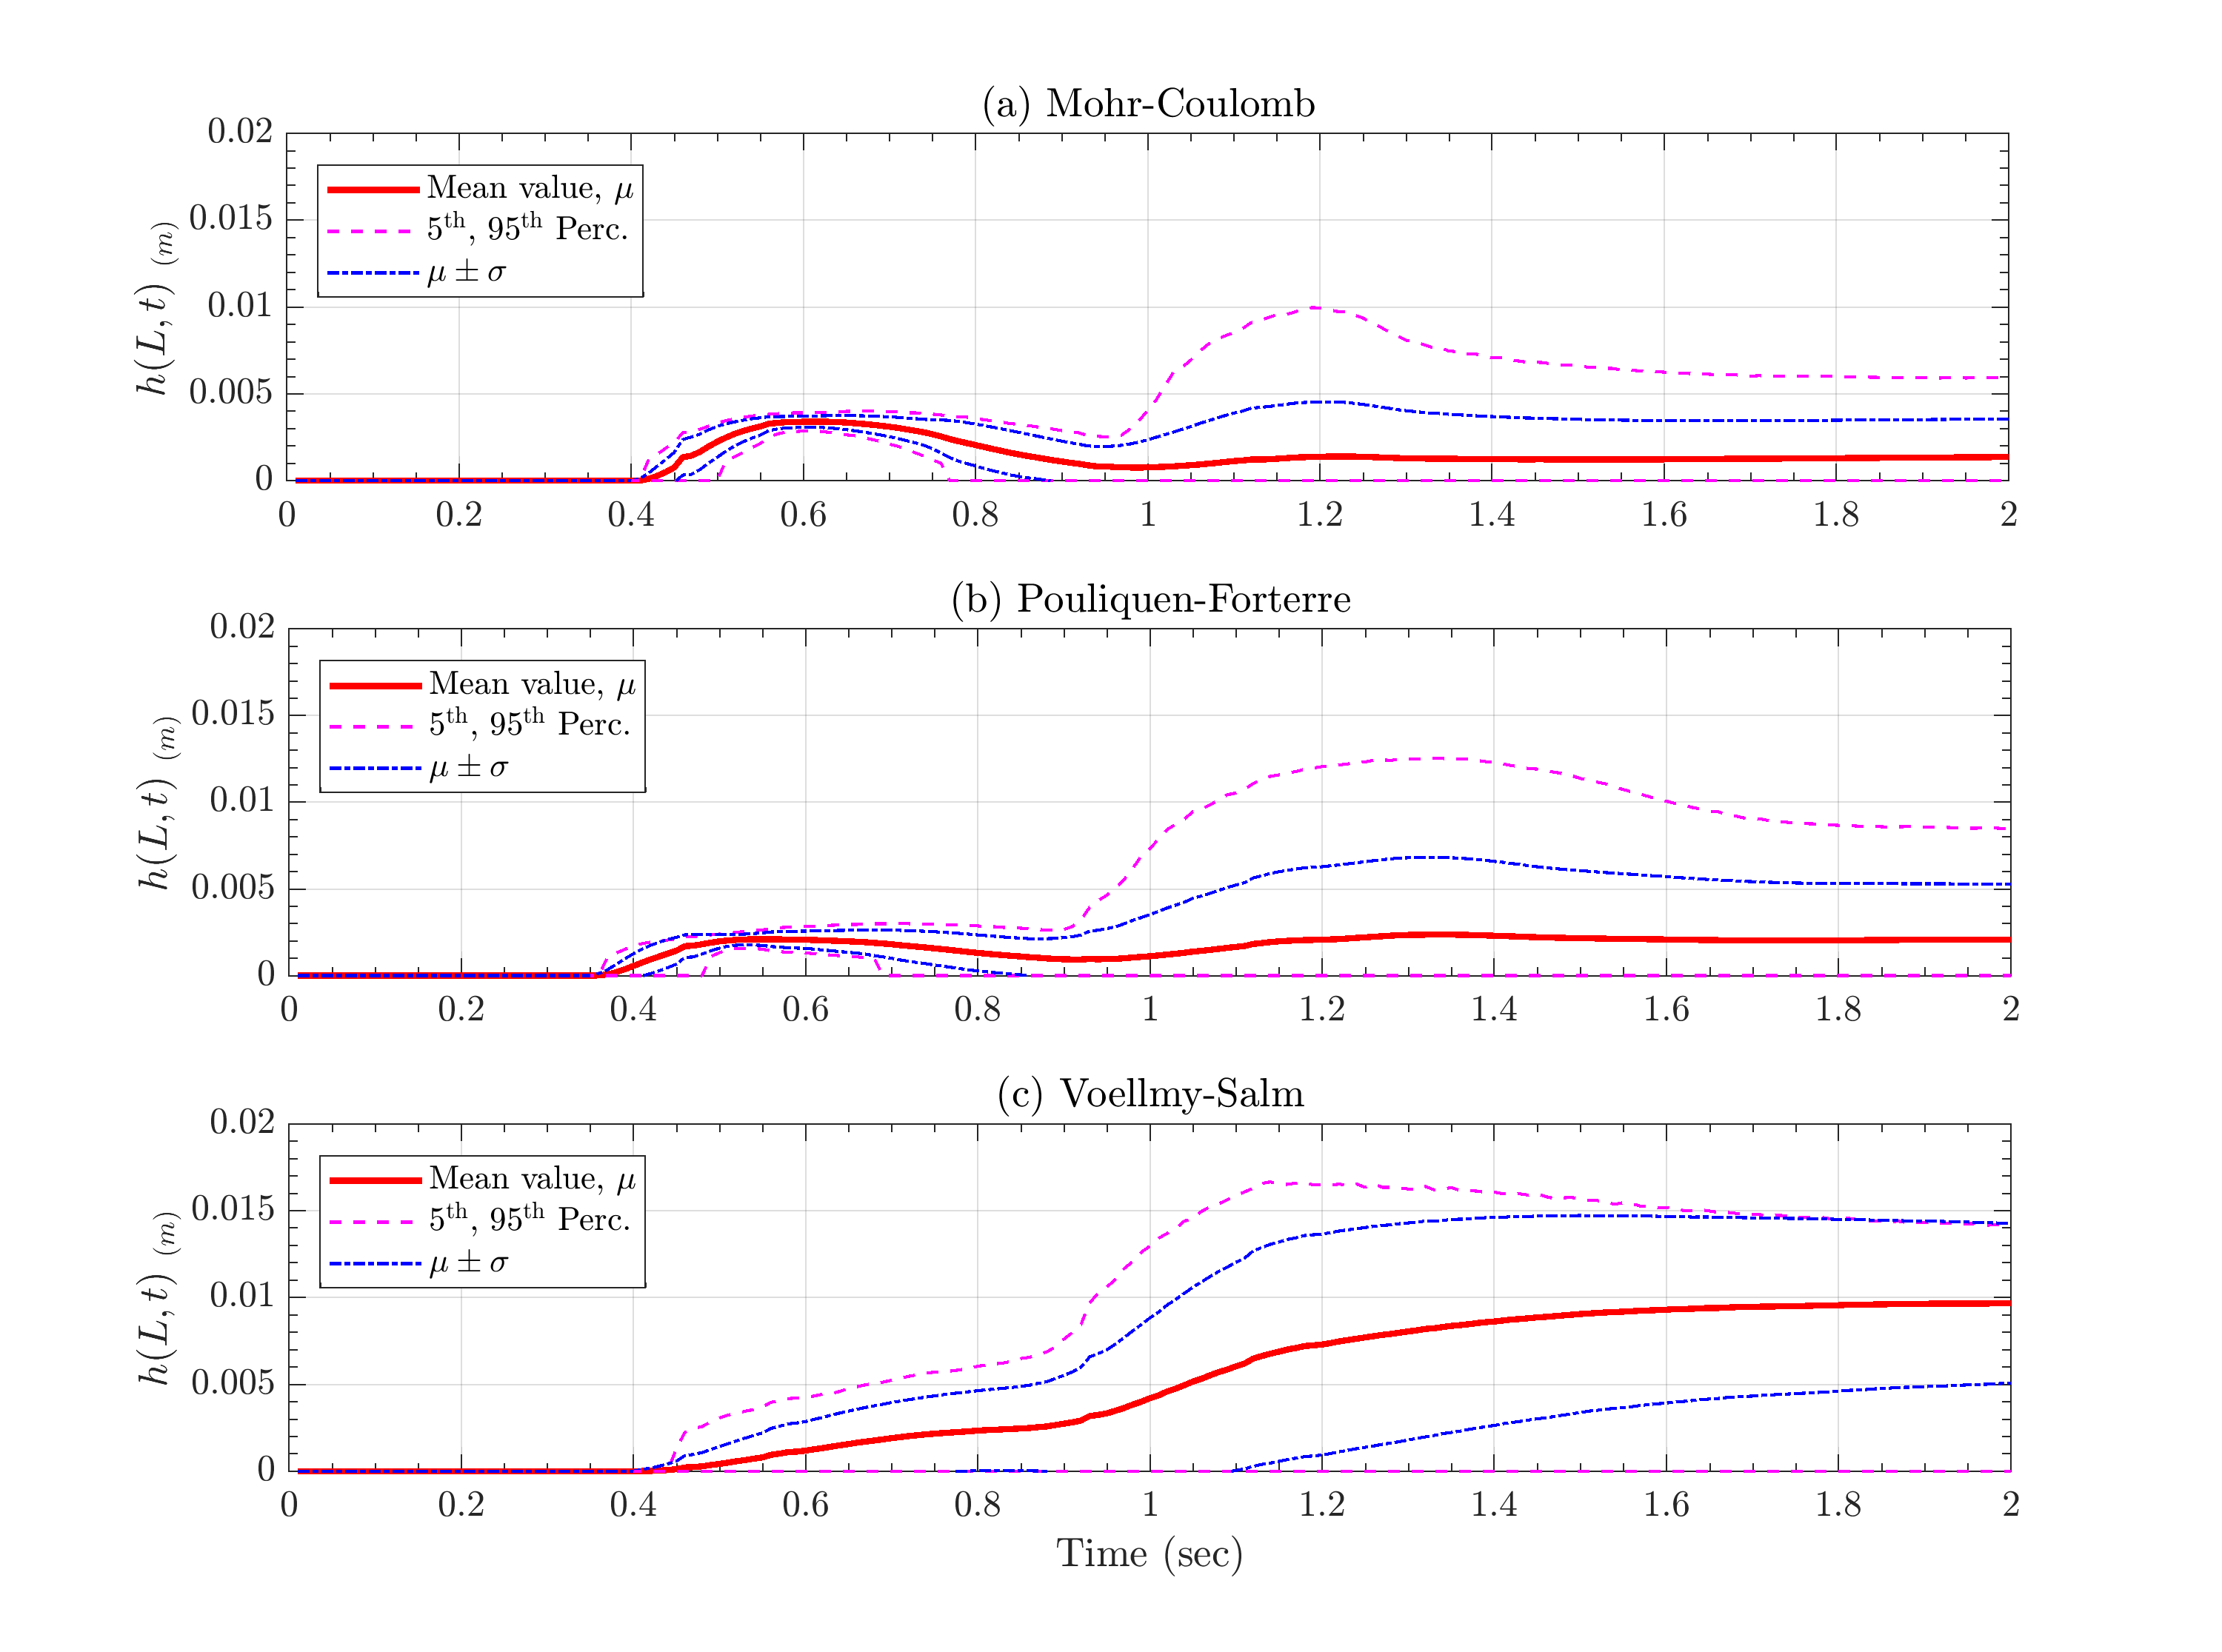 (a) Mohr-Coulomb
0.02
0.015
0.01
0.005
0
h(L, t) (m)
Mean value, μ
5th, 95th Perc.
μ ± σ
0 0.2 0.4 0.6 0.8 1 1.2 1.4 1.6 1.8 2
(b) Pouliquen-Forterre
0.02
0.015
0.01
0.005
0
h(L, t) (m)
Mean value, μ
5th, 95th Perc.
μ ± σ
0 0.2 0.4 0.6 0.8 1 1.2 1.4 1.6 1.8 2
(c) Voellmy-Salm
0.02
0.015
0.01
0.005
0
h(L, t) (m)
Mean value, μ
5th, 95th Perc.
μ ± σ
0 0.2 0.4 0.6 0.8 1 1.2 1.4 1.6 1.8 2
Time (sec)